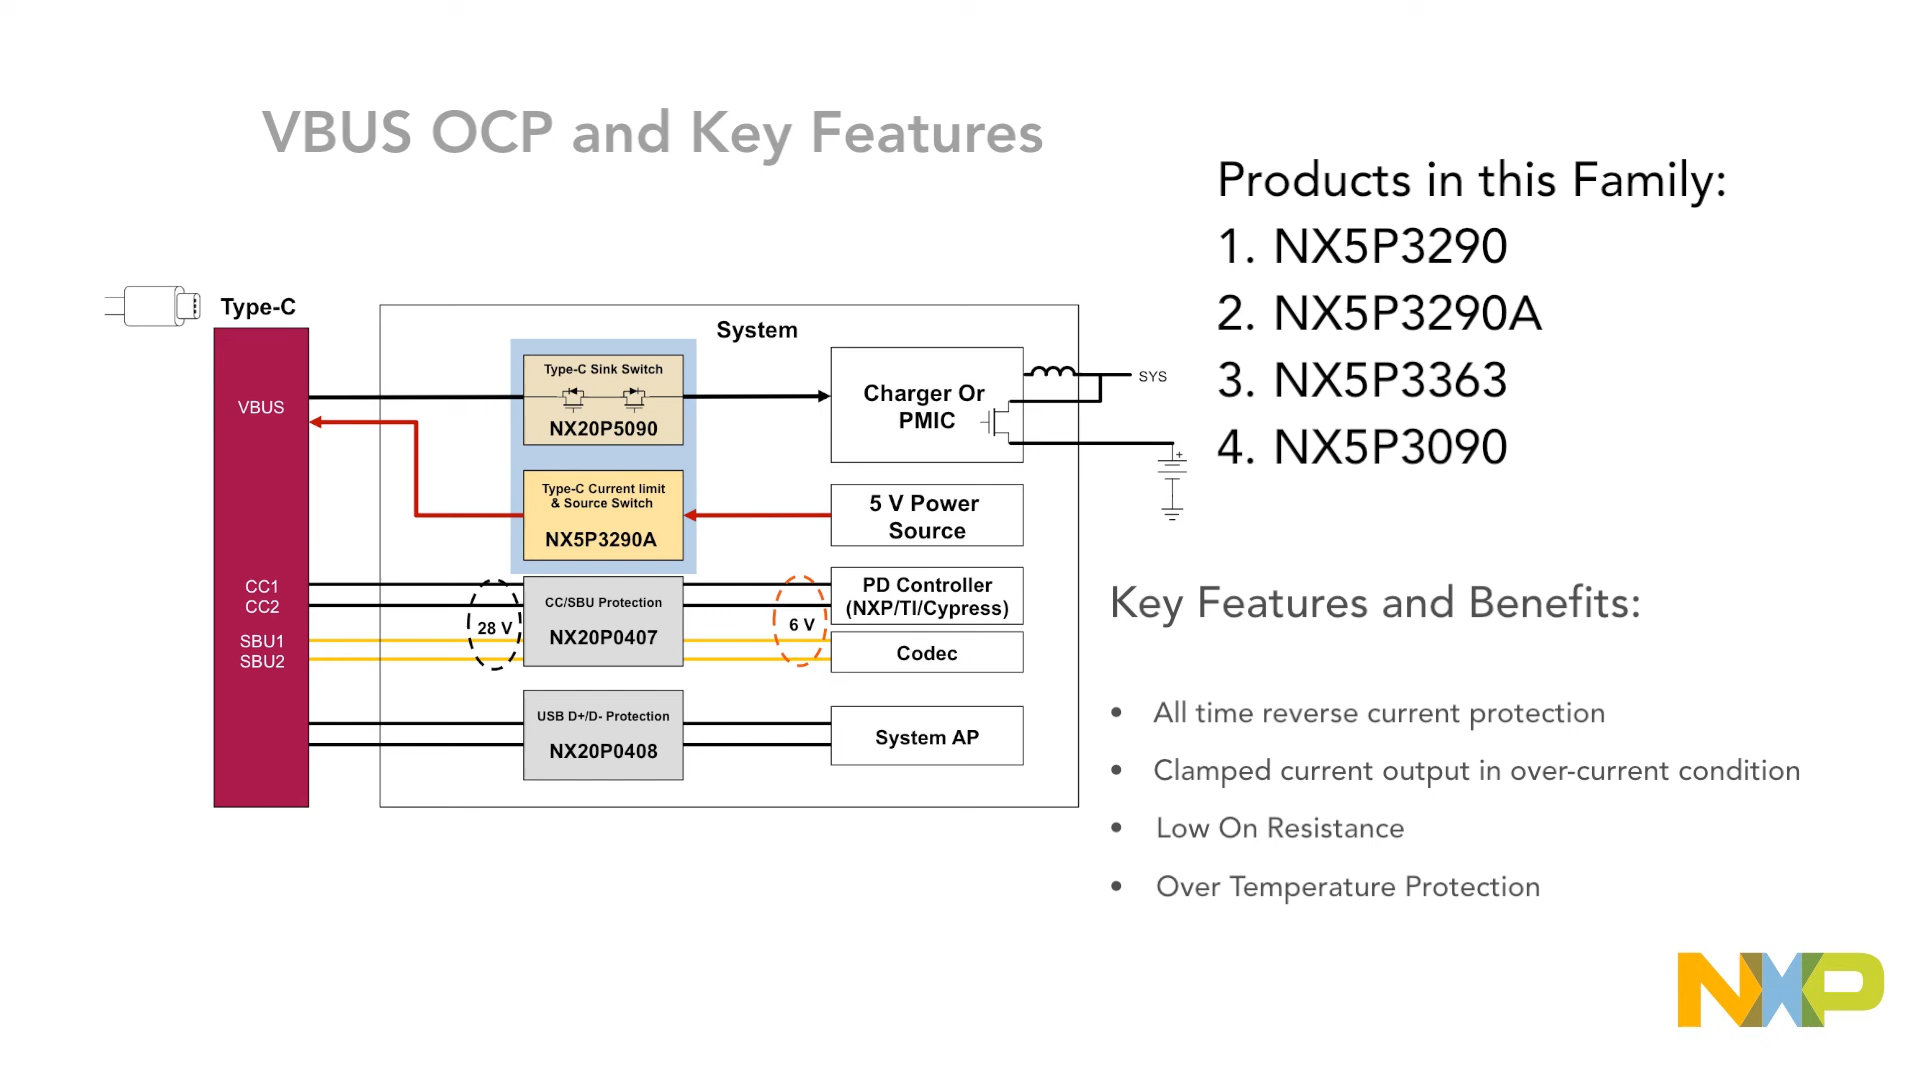 VBUS OCP and Key Features
Products in this Family:
1. NX5P3290
2. NX5P3290A
3. NX5P3363
4. NX5P3090
Type-C
System
VBUS
Type-C Sink Switch
NX20P5090
Charger Or
PMIC
SYS
+
Type-C Current limit
& Source Switch
NX5P3290A
5 V Power
Source
CC1
CC2
SBU1
SBU2
28 V
CC/SBU Protection
NX20P0407
6 V
PD Controller
(NXP/TI/Cypress)
Codec
USB D+/D- Protection
NX20P0408
System AP
Key Features and Benefits:
• All time reverse current protection
• Clamped current output in over-current condition
• Low On Resistance
• Over Temperature Protection
NXP